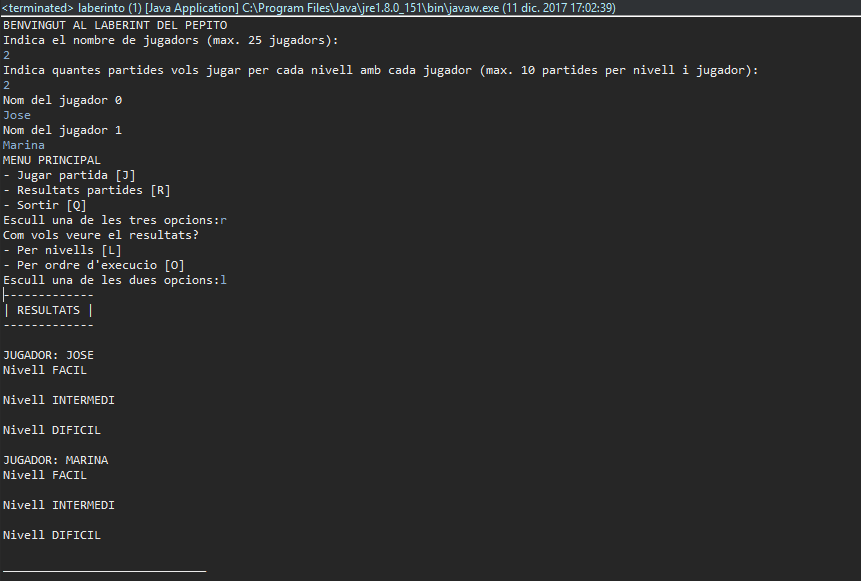 <terminated> laberinto (1) [Java Application] C:\Program Files\Java\jre1.8.0_151\bin\javaw.exe (11 dic. 2017 17:02:39)
BENVINGUT AL LABERINT DEL PEPITO
Indica el nombre de jugadors (max. 25 jugadors):
2
Indica quantes partides vols jugar per cada nivell amb cada jugador (max. 10 partides per nivell i jugador):
2
Nom del jugador 0
Jose
Nom del jugador 1
Marina
MENU PRINCIPAL
- Jugar partida [J]
- Resultats partides [R]
- Sortir [Q]
Escull una de les tres opcions:r
Com vols veure el resultats?
- Per nivells [L]
- Per ordre d'execucio [O]
Escull una de les dues opcions:l
-------------
| RESULTATS |
-------------
JUGADOR: JOSE
Nivell FACIL
Nivell INTERMEDI
Nivell DIFICIL
JUGADOR: MARINA
Nivell FACIL
Nivell INTERMEDI
Nivell DIFICIL
_____________________________